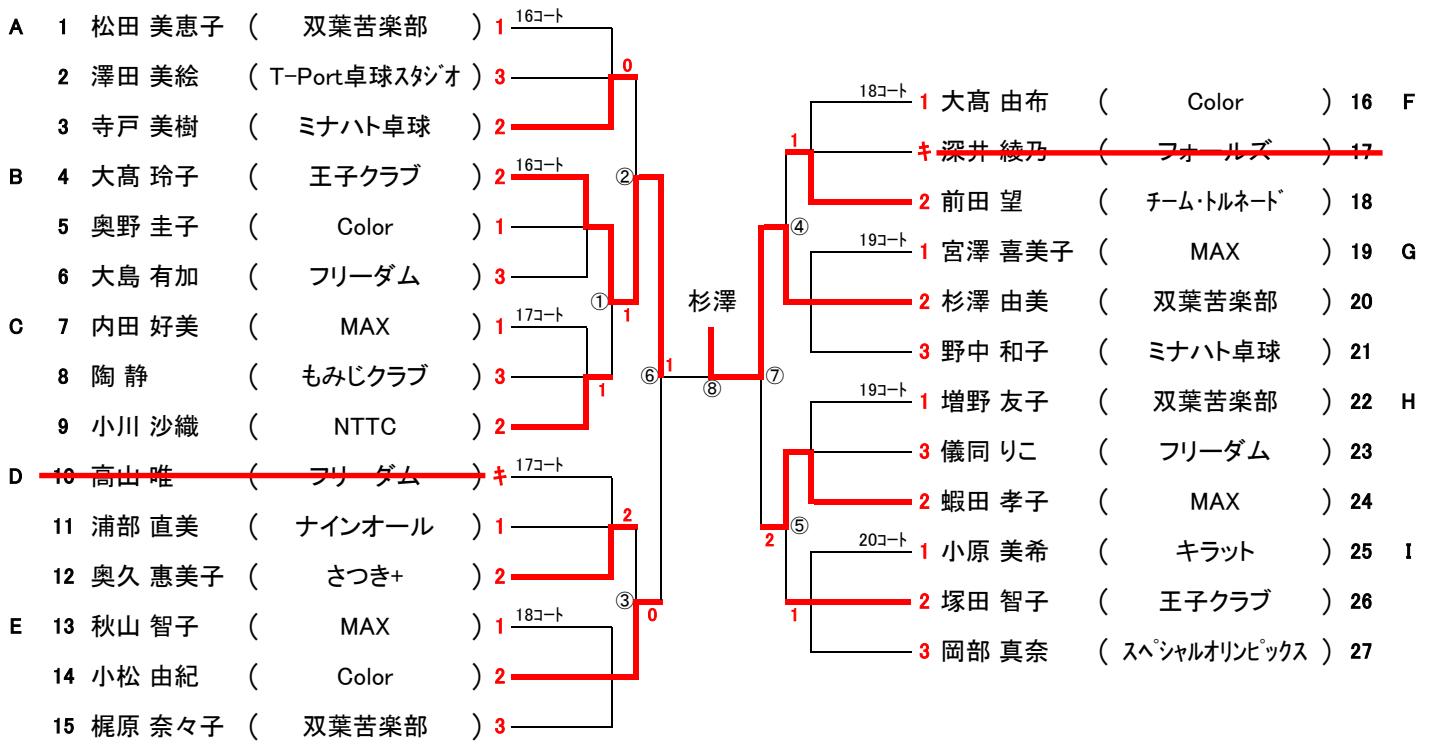 A 1 松田 美恵子 ( 双葉苦楽部 ) 1 16コート
2 澤田 美絵 ( T-Port卓球スタジオ ) 3
0
3 寺戸 美樹 ( ミナハト卓球 ) 2
B 4 大髙 玲子 ( 王子クラブ ) 2 16コート
②
5 奥野 圭子 ( Color ) 1
6 大島 有加 ( フリーダム ) 3
① 1
C 7 内田 好美 ( MAX ) 1 17コート
8 陶 静 ( もみじクラブ ) 3
1
9 小川 沙織 ( NTTC ) 2
⑥ 1
D 10 高山 唯 ( フリーダム ) キ 17コート
11 浦部 直美 ( ナインオール ) 1
2
12 奥久 惠美子 ( さつき+ ) 2
③ 0
E 13 秋山 智子 ( MAX ) 1 18コート
14 小松 由紀 ( Color ) 2
15 梶原 奈々子 ( 双葉苦楽部 ) 3
杉澤
⑧
18コート 1 大髙 由布 ( Color ) 16 F
1
キ 深井 綾乃 ( フォールズ ) 17
2 前田 望 ( チーム・トルネード ) 18
④
19コート 1 宮澤 喜美子 ( MAX ) 19 G
2 杉澤 由美 ( 双葉苦楽部 ) 20
3 野中 和子 ( ミナハト卓球 ) 21
⑦
19コート 1 増野 友子 ( 双葉苦楽部 ) 22 H
3 儀同 りこ ( フリーダム ) 23
2 蝦田 孝子 ( MAX ) 24
2 ⑤
20コート 1 小原 美希 ( キラット ) 25 I
2 塚田 智子 ( 王子クラブ ) 26
1
3 岡部 真奈 ( スペシャルオリンピックス ) 27